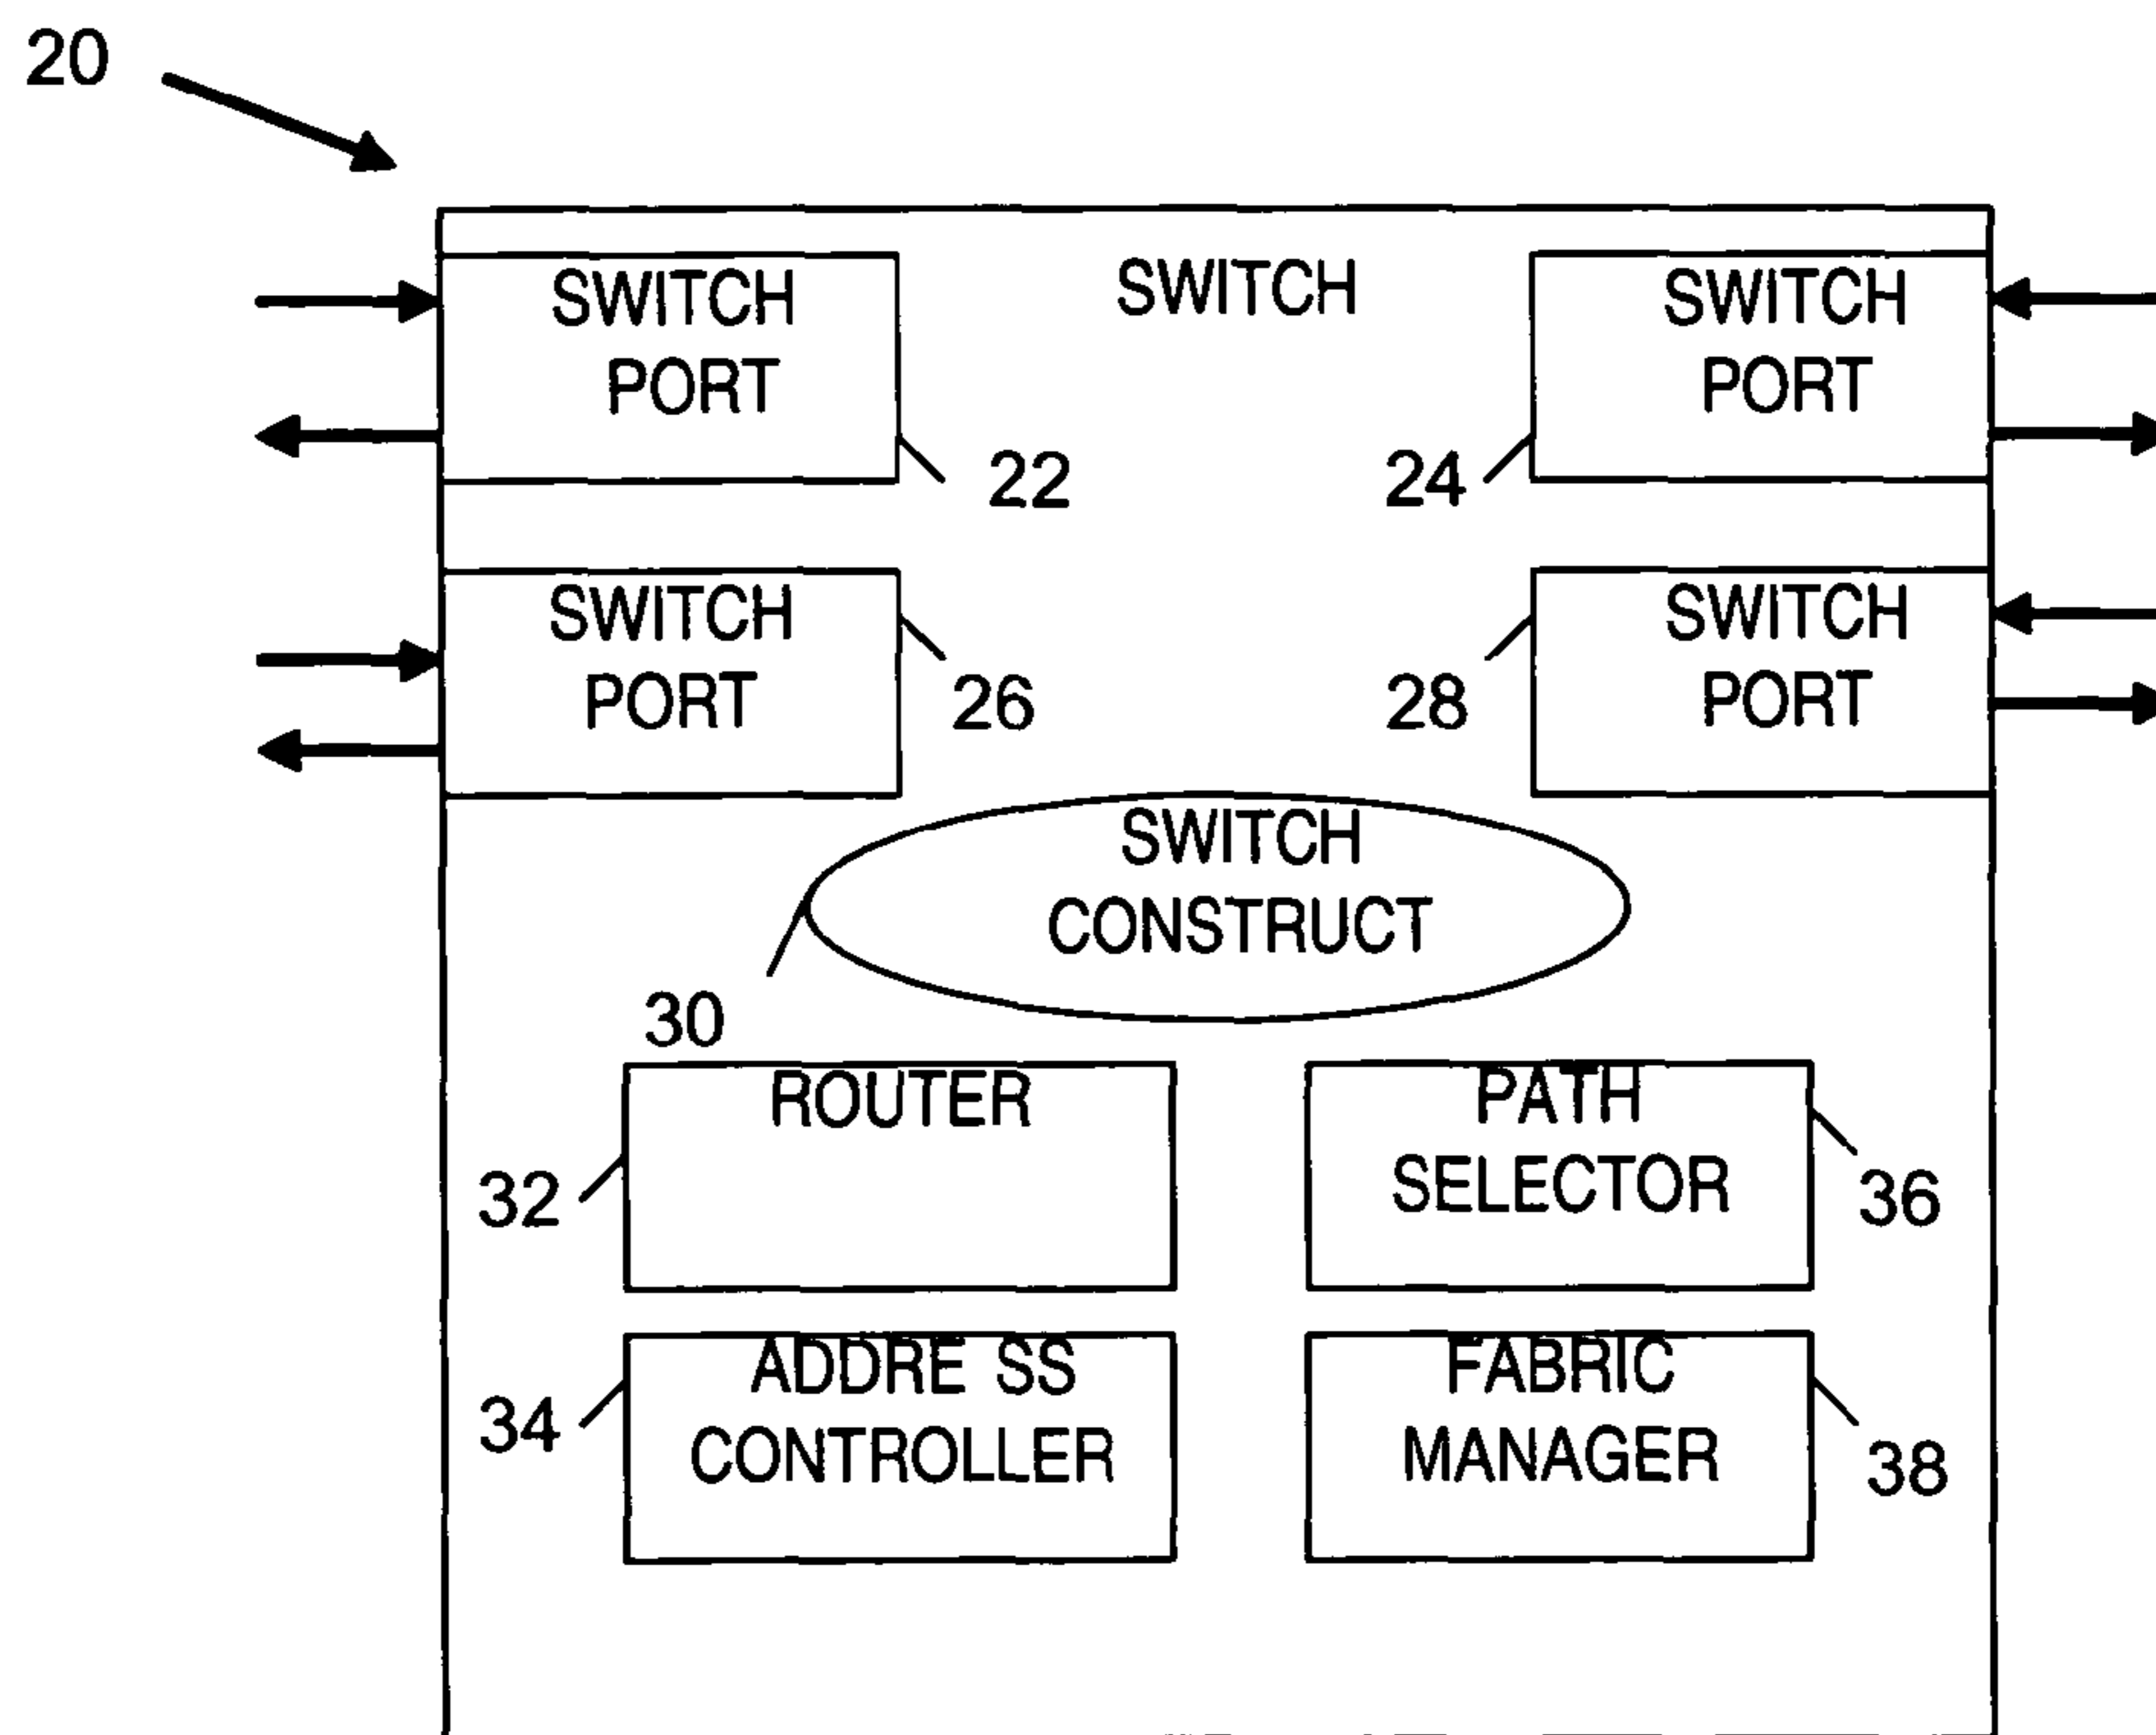 20
SWITCH
PORT
SWITCH
SWITCH
PORT
22
24
SWITCH
PORT
26
28
SWITCH
PORT
SWITCH
CONSTRUCT
30
ROUTER
32
PATH
SELECTOR
36
ADDRE SS
CONTROLLER
34
FABRIC
MANAGER
38